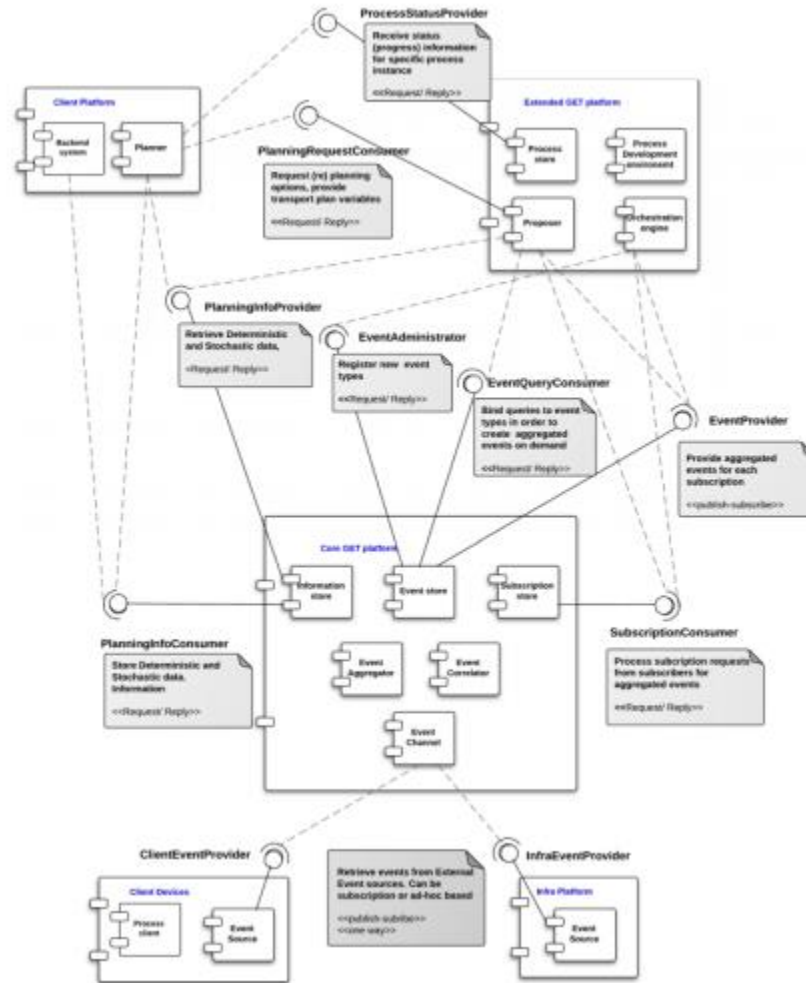 ProcessStatusProvider
Receive status
(progress) information
for specific process
instance
<<Request/ Reply>>
Client Platform
Backend
system
Planner
Extended GET platform
Process
store
Process
Development
environment
Proposer
Orchestration
engine
PlanningRequestConsumer
Request (re) planning
options, provide
transport plan variables
<<Request/ Reply>>
PlanningInfoProvider
Retrieve Deterministic
and Stochastic data,
<Request/ Reply>>
EventAdministrator
Register new event
types
<<Request/ Reply>>
EventQueryConsumer
Bind queries to event
types in order to
create aggregated
events on demand
<<Request/ Reply>>
EventProvider
Provide aggregated
events for each
subscription
<<publish-subscribe>>
Core GET platform
Information
store
Event store
Subscription
store
Event
Aggregator
Event
Correlator
Event
Channel
PlanningInfoConsumer
Store Deterministic and
Stochastic data.
Information
<<Request/ Reply>>
SubscriptionConsumer
Process subcription requests
from subscribers for
aggregated events
<<Request/ Reply>>
ClientEventProvider
Client Devices
Process
client
Event
Source
Retrieve events from External
Event sources. Can be
subscription or ad-hoc based
<<publish-subribe>>
<<one way>>
InfraEventProvider
Infra Platform
Event
Source